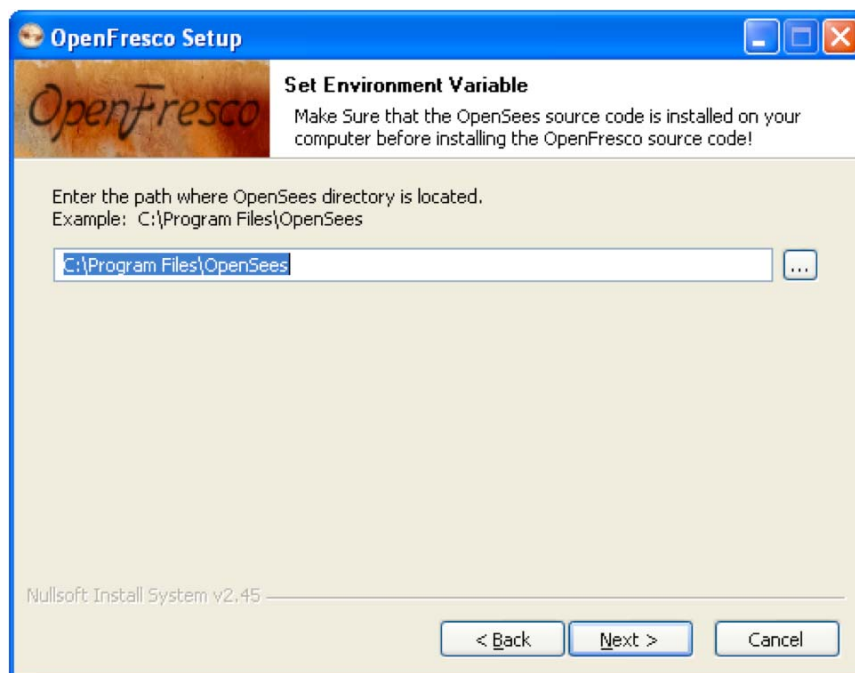 OpenFresco Setup
OpenFresco
Set Environment Variable
Make Sure that the OpenSees source code is installed on your
computer before installing the OpenFresco source code!
Enter the path where OpenSees directory is located.
Example:  C:\Program Files\OpenSees
C:\Program Files\OpenSees
...
Nullsoft Install System v2.45
< Back
Next >
Cancel